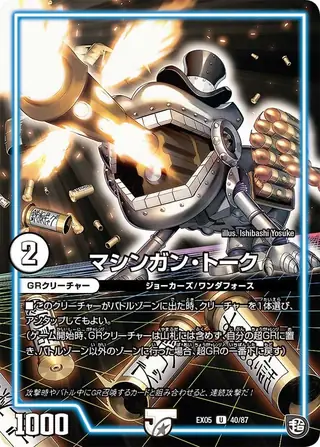 illus. Ishibashi Yosuke
2
マシンガン・トーク
GRクリーチャー
ジョーカーズ/ワンダフォース
■このクリーチャーがバトルゾーンに出た時、クリーチャーを1体選び、
アンタップしてもよい。
(ゲーム開始時、GRクリーチャーは山札には含めず、自分の超GRに置
き、バトルゾーン以外のゾーンに行った場合、超GRの一番下に戻す)
攻撃時やバトル中にGR召喚するカードと組み合わせると、連続攻撃だ!
1000
EX05 U 40/87
超